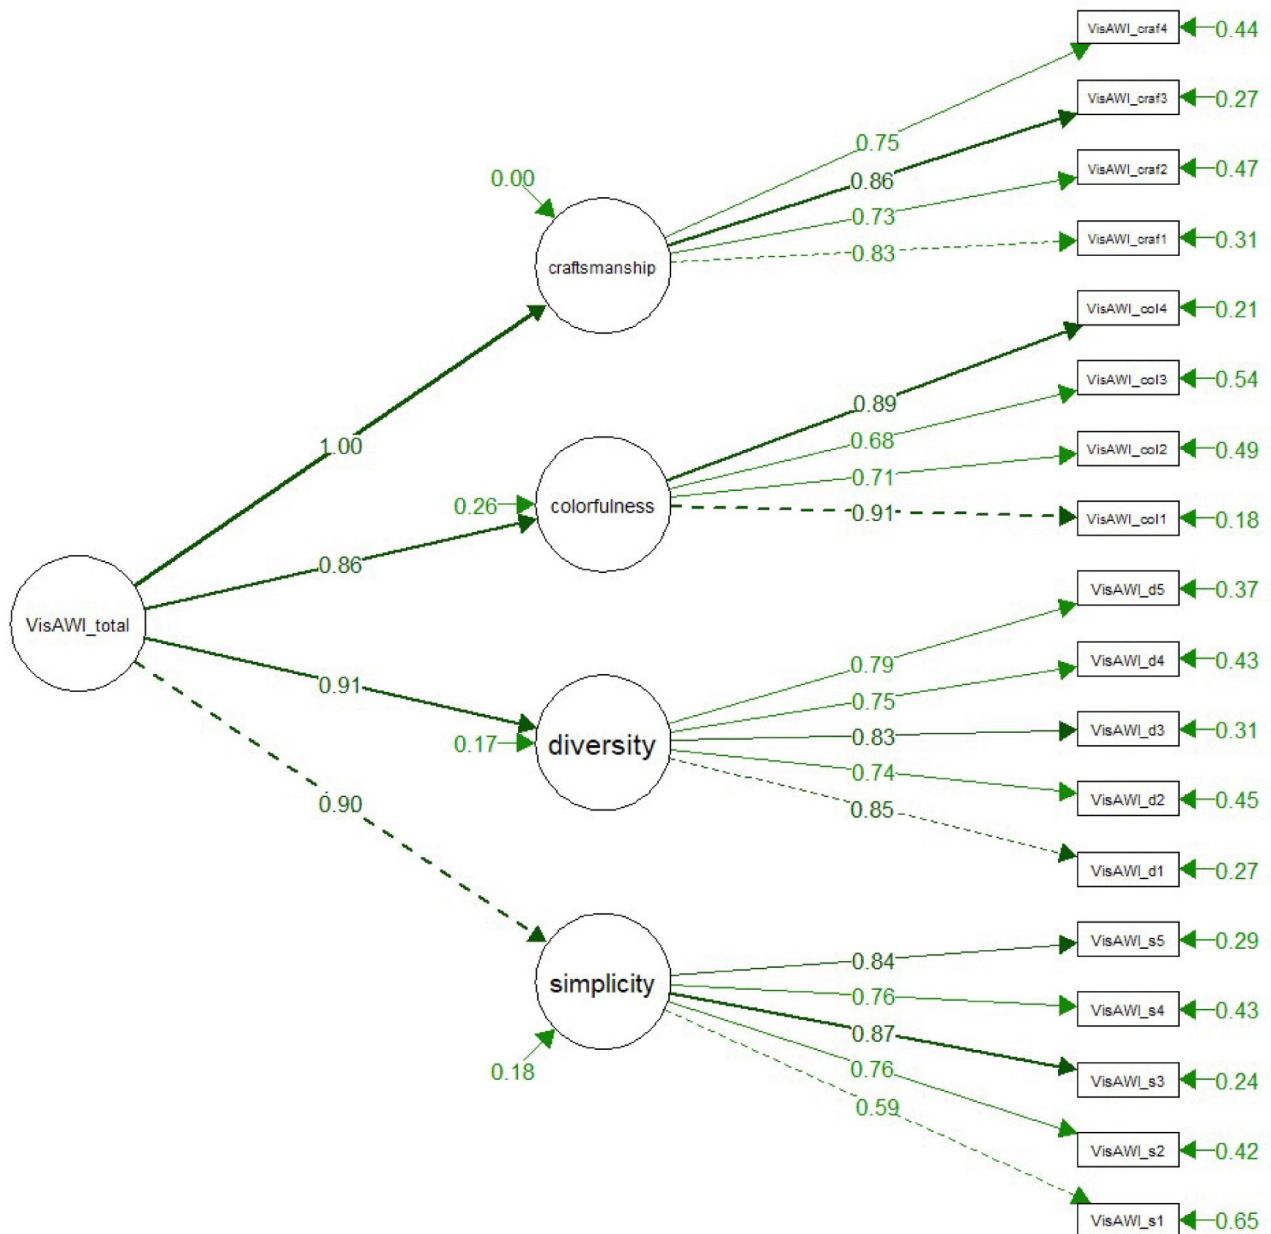 VisAWI_craf4
0.44
VisAWI_craf3
0.27
0.75
0.86
VisAWI_craf2
0.47
0.00
0.73
VisAWI_craf1
0.31
0.83
craftsmanship
VisAWI_col4
0.21
VisAWI_col3
0.54
0.89
0.68
1.00
VisAWI_col2
0.49
0.71
0.26
colorfulness
0.91
VisAWI_col1
0.18
0.86
VisAWI_d5
0.37
VisAWI_total
0.79
VisAWI_d4
0.43
0.91
0.75
VisAWI_d3
0.31
0.83
0.17
diversity
0.74
VisAWI_d2
0.45
0.90
0.85
VisAWI_d1
0.27
VisAWI_s5
0.29
0.84
simplicity
0.76
VisAWI_s4
0.43
0.87
0.18
0.76
VisAWI_s3
0.24
0.59
VisAWI_s2
0.42
VisAWI_s1
0.65